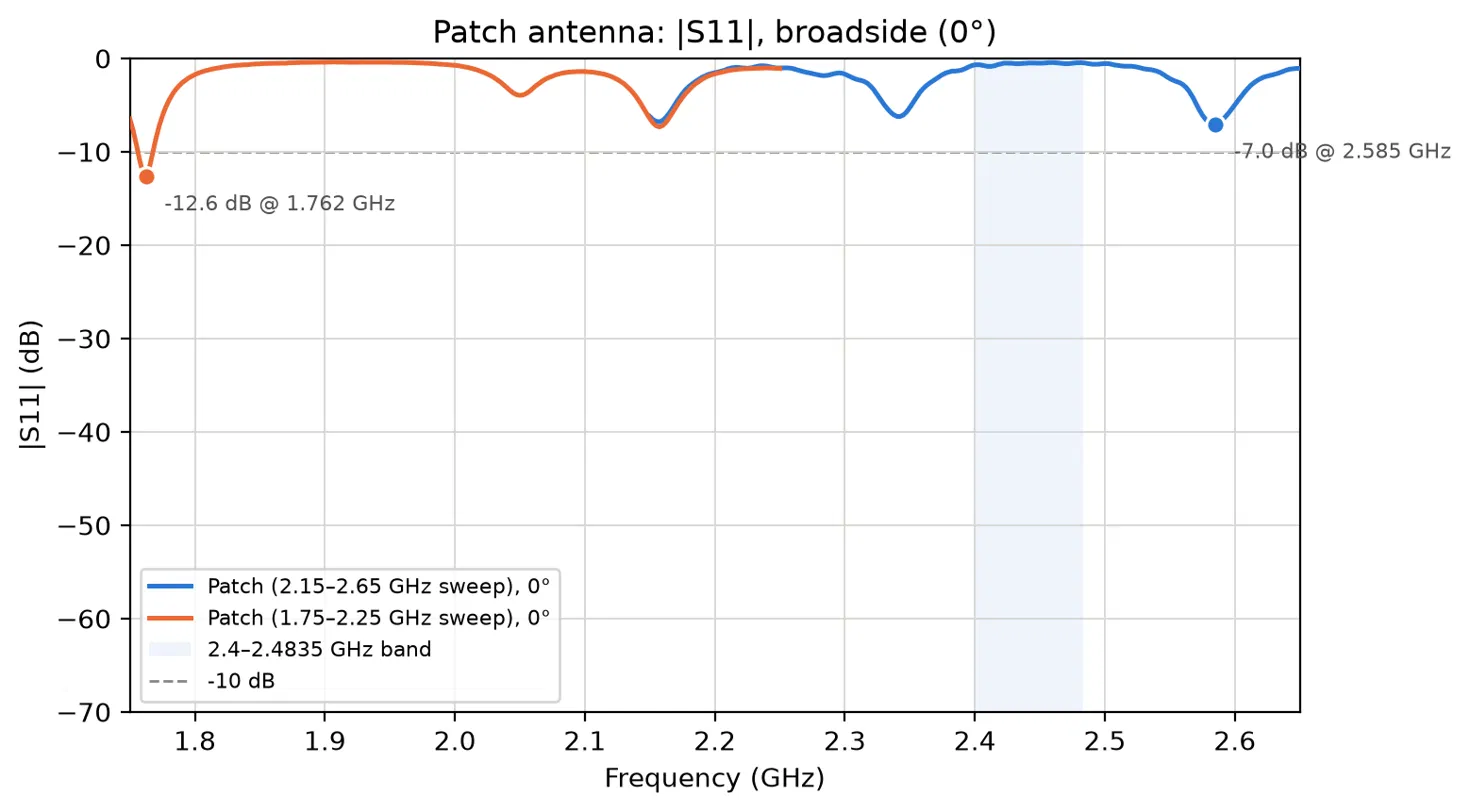 Patch antenna: |S11|, broadside (0°)
|S11| (dB)
0
−10
−20
−30
−40
−50
−60
−70
-12.6 dB @ 1.762 GHz
-7.0 dB @ 2.585 GHz
Patch (2.15–2.65 GHz sweep), 0°
Patch (1.75–2.25 GHz sweep), 0°
2.4–2.4835 GHz band
-10 dB
1.8 1.9 2.0 2.1 2.2 2.3 2.4 2.5 2.6
Frequency (GHz)